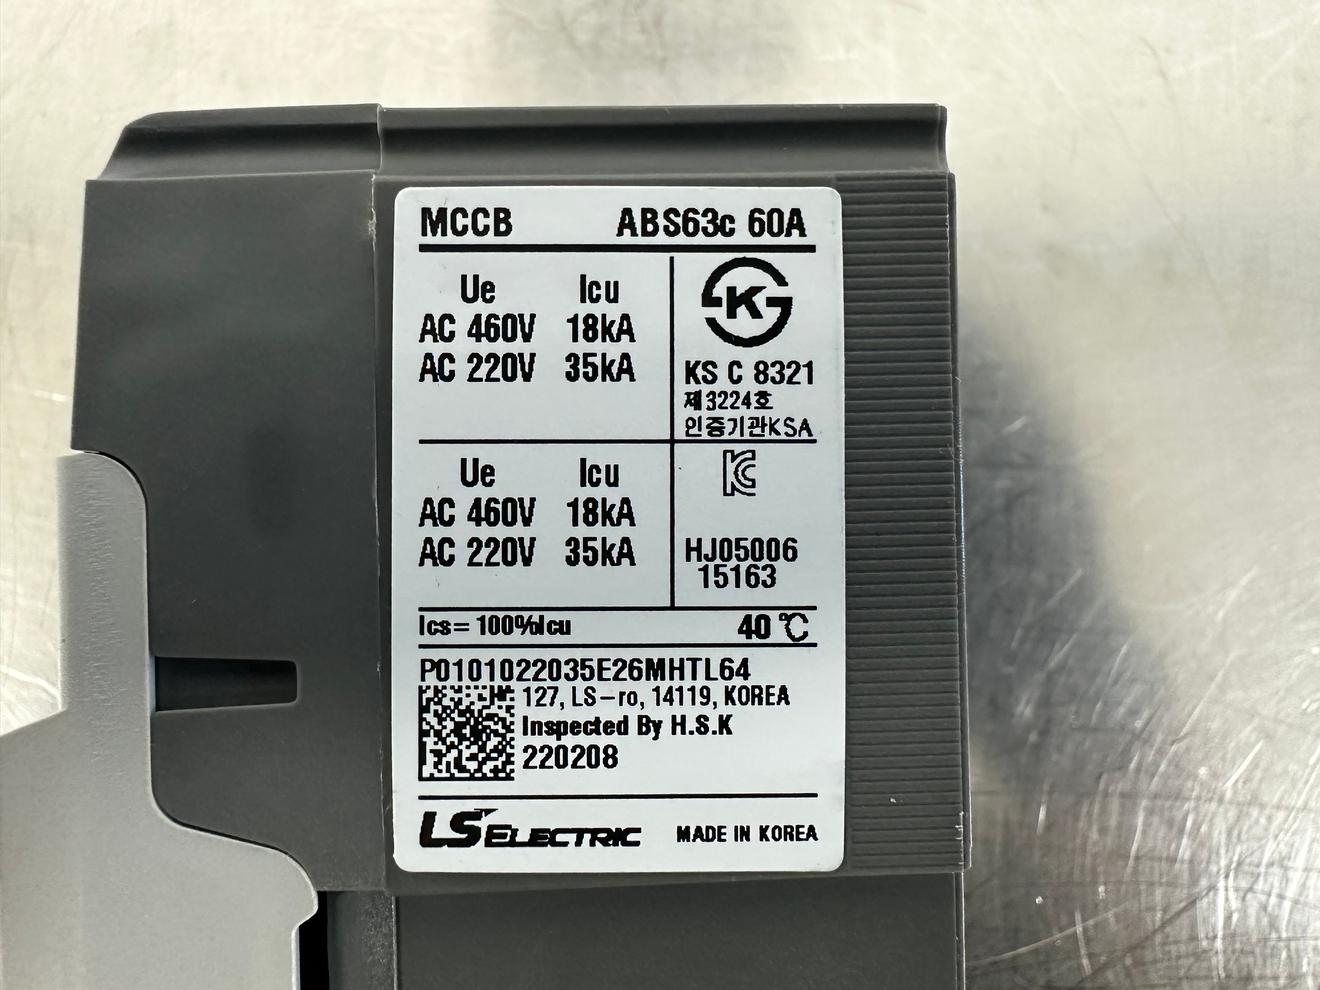 MCCB ABS63c 60A
Ue Icu
AC 460V 18kA
AC 220V 35kA
K
KS C 8321
제3224호
인증기관KSA
Ue Icu
AC 460V 18kA
AC 220V 35kA
KC
HJ05006
15163
Ics=100%Icu 40℃
P0101022035E26MHTL64
127, LS-ro, 14119, KOREA
Inspected By H.S.K
220208
LS ELECTRIC MADE IN KOREA